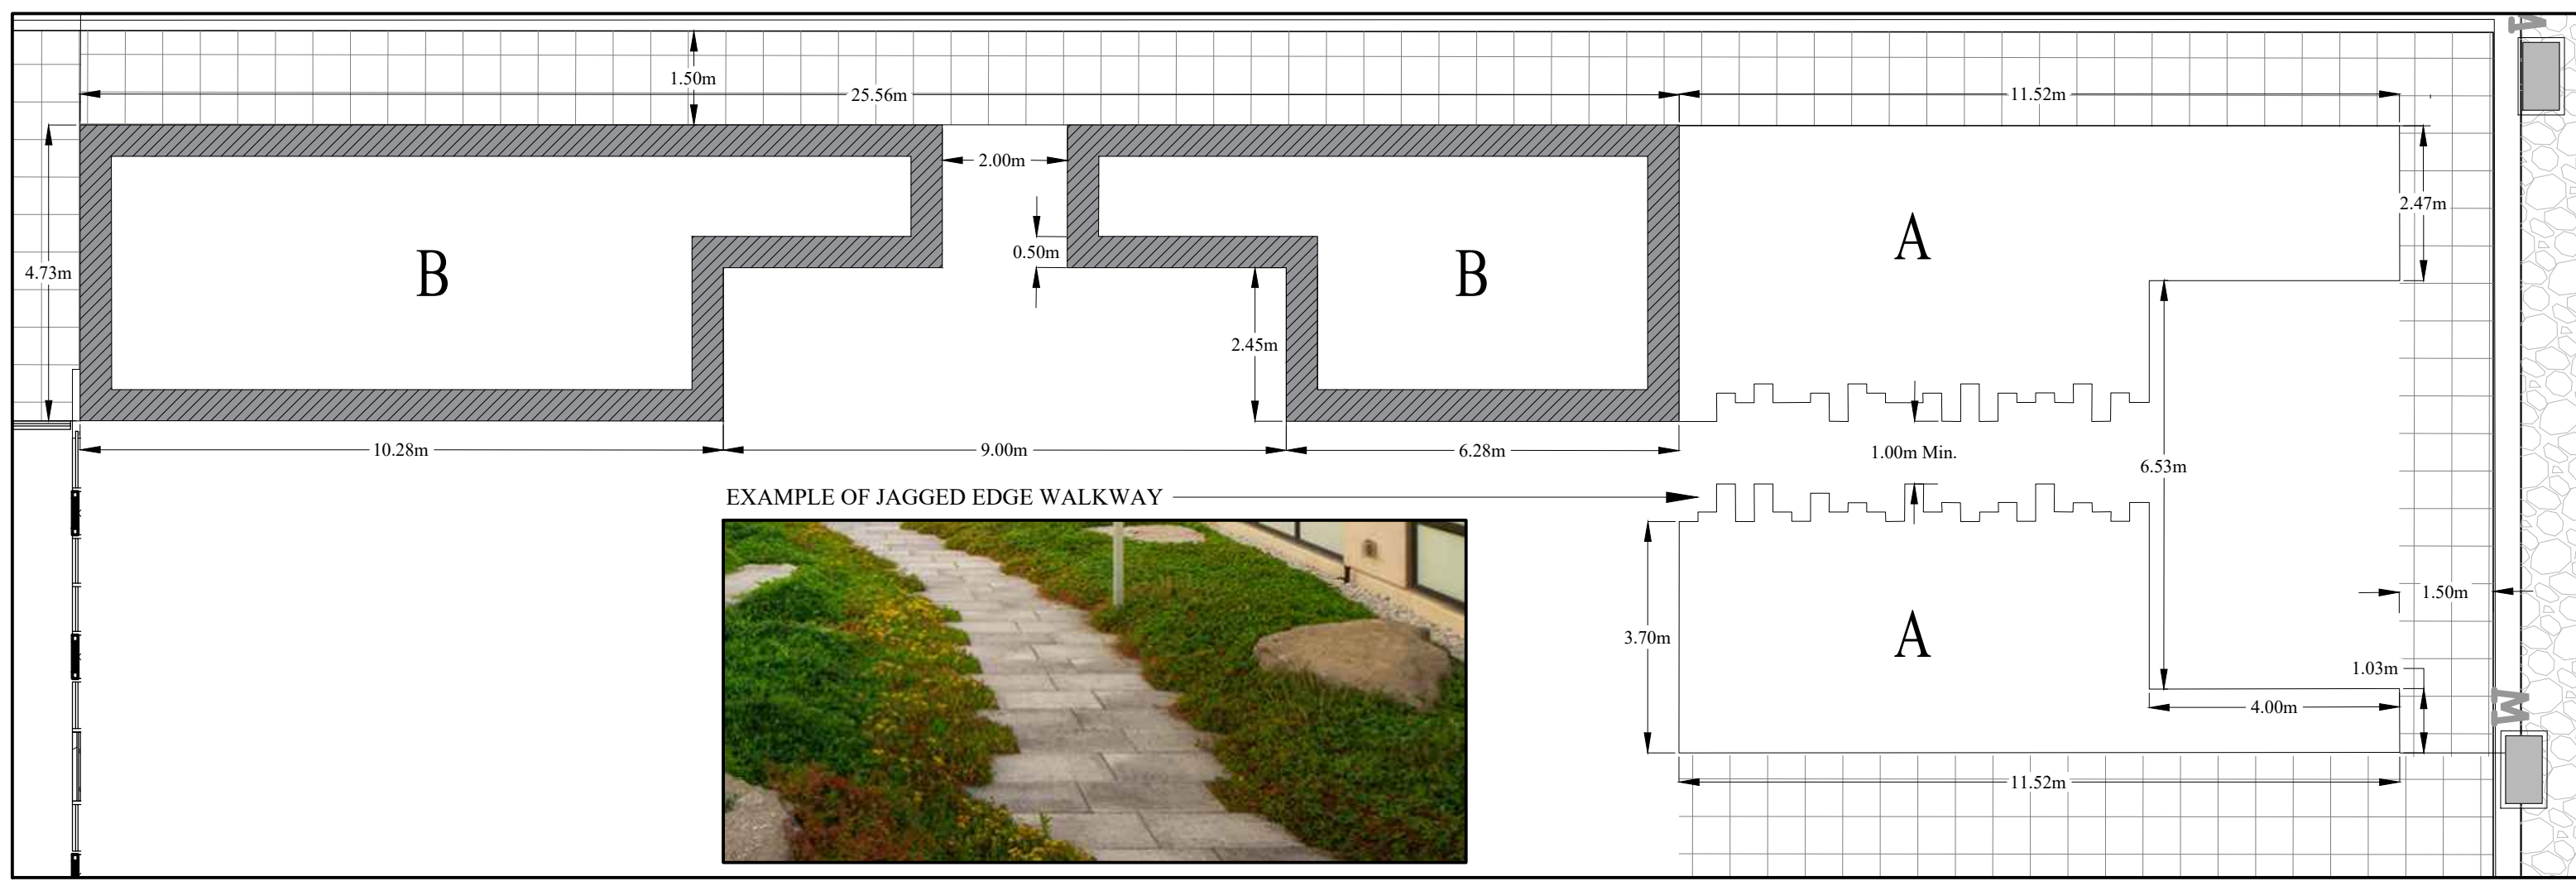 W
1.50m
25.56m
11.52m
2.00m
2.47m
A
0.50m
B
B
4.73m
2.45m
10.28m
9.00m
6.28m
1.00m Min.
6.53m
EXAMPLE OF JAGGED EDGE WALKWAY
1.50m
3.70m
A
1.03m
4.00m
W
11.52m